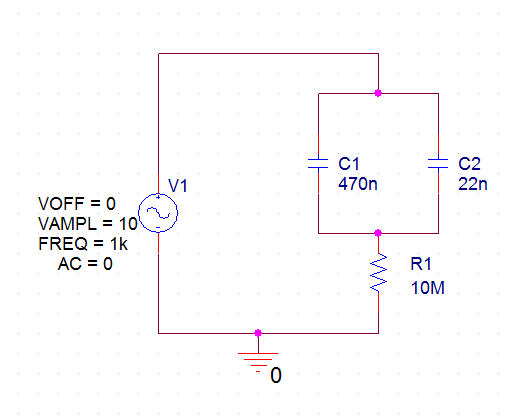 V1
VOFF = 0
VAMPL = 10
FREQ = 1k
AC = 0
C1
470n
C2
22n
R1
10M
0